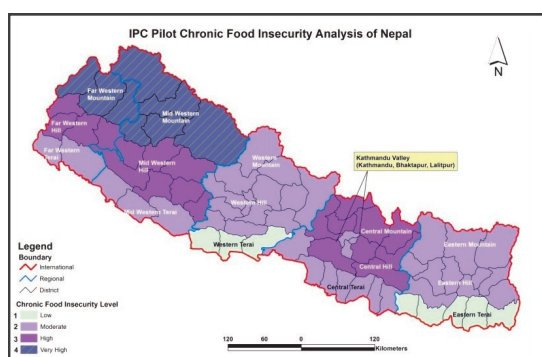 IPC Pilot Chronic Food Insecurity Analysis of Nepal
N
Far Western
Mountain
Mid Western
Mountain
Far Western
Hill
Far Western
Terai
Mid Western
Hill
Mid Western Terai
Western
Mountain
Western Hill
Western Terai
Kathmandu Valley
(Kathmandu, Bhaktapur, Lalitpur)
Central Mountain
Central Hill
Central Terai
Eastern Mountain
Eastern Hill
Eastern Terai
Legend
Boundary
International
Regional
District
Chronic Food Insecurity Level
1 Low
2 Moderate
3 High
4 Very High
120 60 0 120
Kilometers